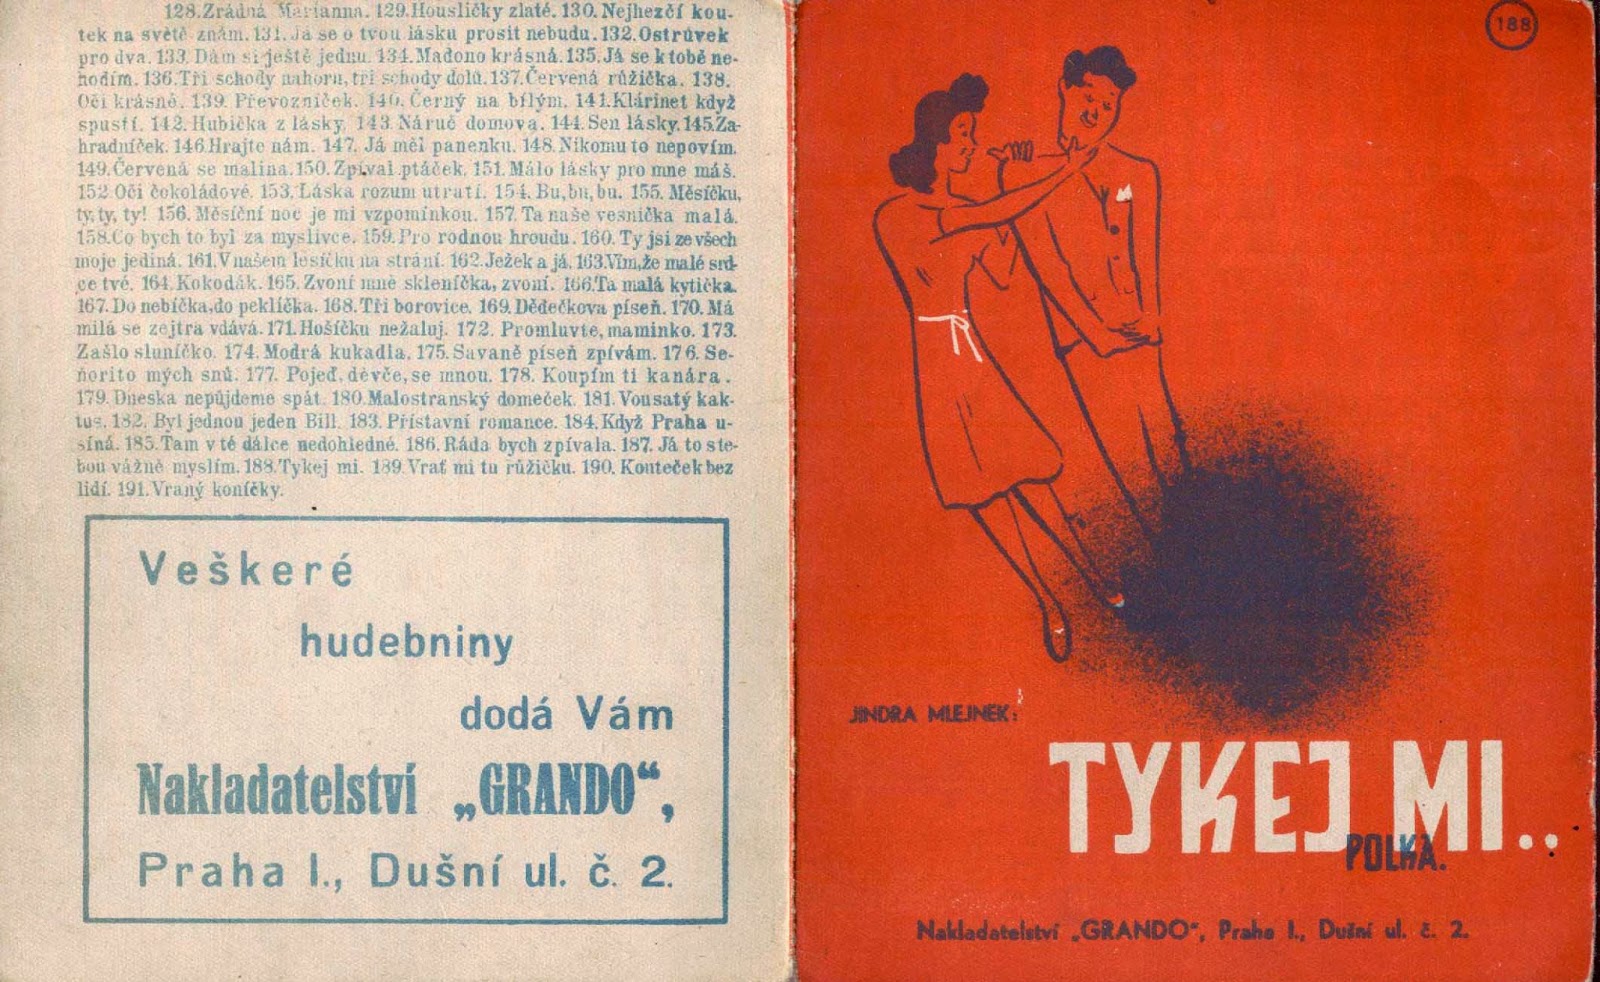 128.Zrádná Marianna. 129.Housličky zlaté. 130.Nejhezčí kou-
tek na světě znám. 131. Já se o tvou lásku prosit nebudu. 132.Ostrůvek
pro dva. 133. Dám si ještě jednu. 134. Madono krásná. 135. Já se k tobě ne-
hodím. 136. Tři schody nahoru, tři schody dolů. 137. Červená růžička. 138.
Oči krásné. 139. Převozníček. 140. Černý na bílým. 141. Klarinet když
spustí. 142. Hubička z lásky. 143. Náruč domova. 144. Sen lásky. 145. Za-
hradníček. 146. Hrajte nám. 147. Já měl panenku. 148. Nikomu to nepovím.
149. Červená se malina. 150. Zpíval ptáček. 151. Málo lásky pro mne máš.
152. Oči čokoládové. 153. Láska rozum utratí. 154. Bu, bu, bu. 155. Měsíčku,
ty, ty, ty! 156. Měsíční noc je mi vzpomínkou. 157. Ta naše vesnička malá.
158. Co bych to byl za myslivce. 159. Pro rodnou hroudu. 160. Ty jsi ze všech
moje jediná. 161. V našem lesíčku na stráni. 162. Ježek a já. 163. Vím, že malé srd-
ce tvé. 164. Kokodák. 165. Zvoní mně skleníčka, zvoní. 166. Ta malá kytička.
167. Do nebíčka, do peklíčka. 168. Tři borovice. 169. Dědečkova píseň. 170. Má
milá se zejtra vdává. 171. Hošíčku nežaluj. 172. Promluvte, maminko. 173.
Zašlo sluníčko. 174. Modrá kukadla. 175. Savaně píseň zpívám. 176. Se-
ňorito mých snů. 177. Pojeď, děvče, se mnou. 178. Koupím ti kanára.
179. Dneska nepůjdeme spát. 180. Malostranský domeček. 181. Vousatý kak-
tus. 182. Byl jednou jeden Bill. 183. Přístavní romance. 184. Když Praha u-
síná. 185. Tam v té dálce nedohledné. 186. Ráda bych zpívala. 187. Já to ste-
bou vážně myslím. 188. Tykej mi. 189. Vrať mi tu růžičku. 190. Kouteček bez
lidí. 191. Vraný koníčky.
Veškeré
hudebniny
dodá Vám
Nakladatelství „GRANDO“,
Praha I., Dušní ul. č. 2.
188
JINDRA MLEJNEK:
TYKEJ MI..
POLKA.
Nakladatelství „GRANDO“, Praha I., Dušní ul. č. 2.